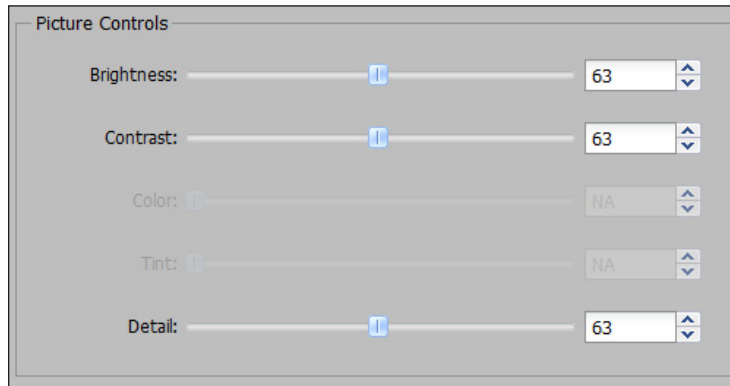 Picture Controls
Brightness: 63
Contrast: 63
Color: NA
Tint: NA
Detail: 63